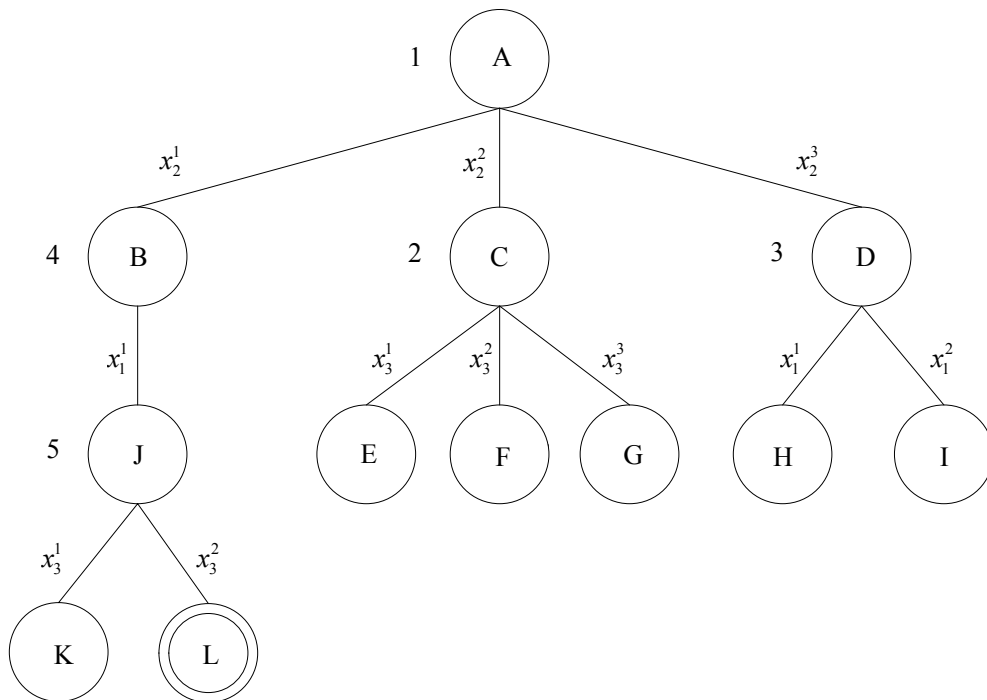 1 A
x_2^1 x_2^2 x_2^3
4 B 2 C 3 D
x_1^1 x_3^1 x_3^2 x_3^3 x_1^1 x_1^2
5 J E F G H I
x_3^1 x_3^2
K L